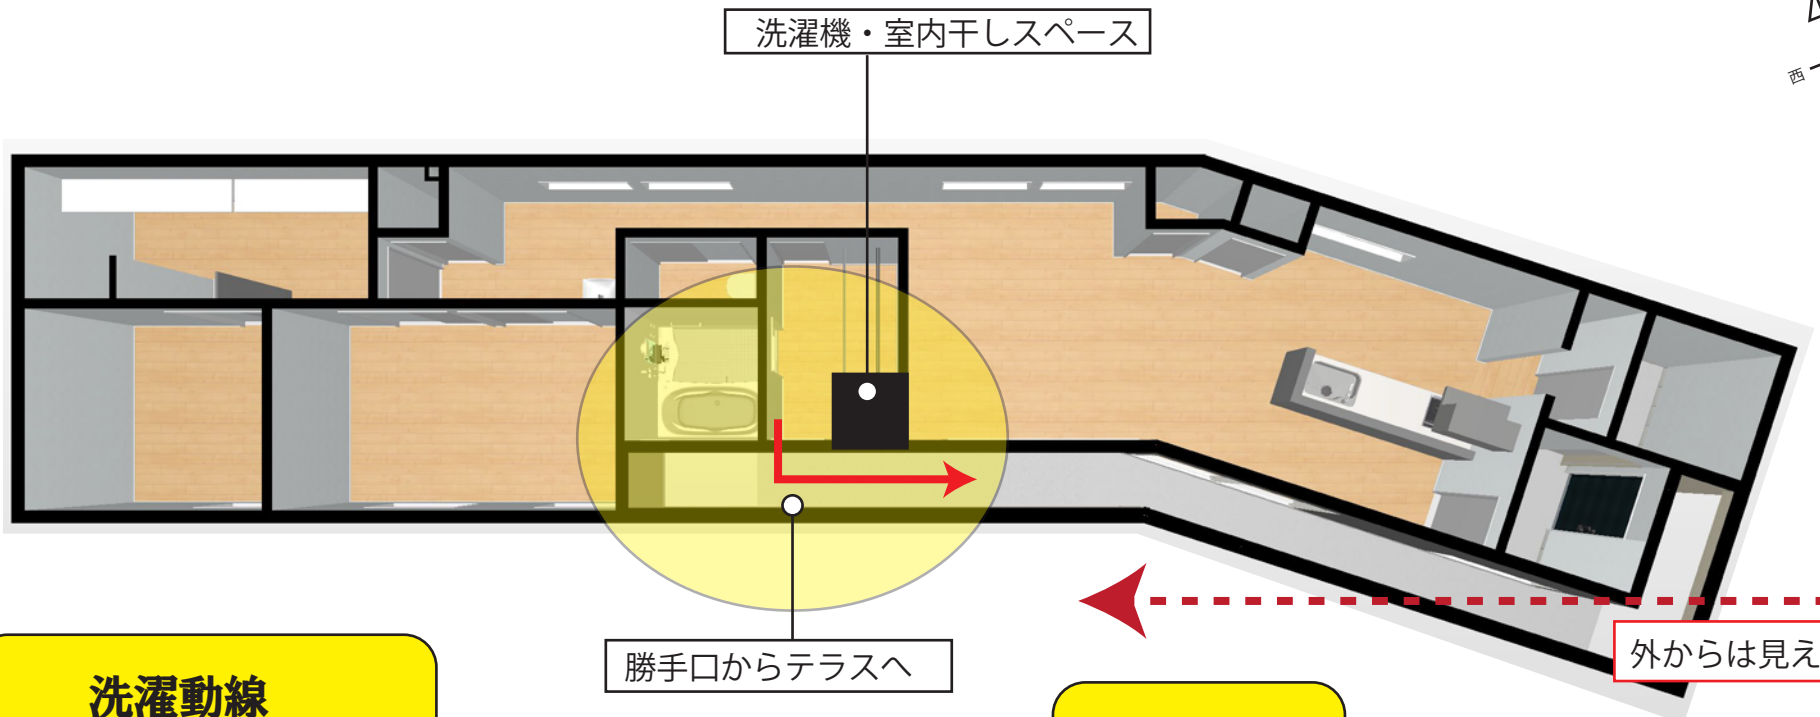 洗濯機・室内干しスペース
西
勝手口からテラスへ
外からは見え
洗濯動線